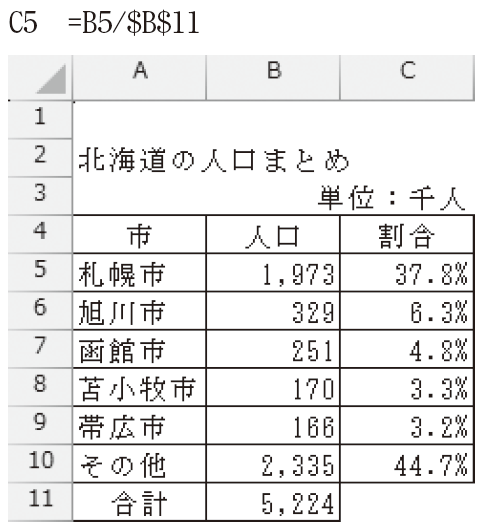 C5 =B5/$B$11
A B C
1
2 北海道の人口まとめ
3 単位：千人
4 市 人口 割合
5 札幌市 1,973 37.8%
6 旭川市 329 6.3%
7 函館市 251 4.8%
8 苫小牧市 170 3.3%
9 帯広市 166 3.2%
10 その他 2,335 44.7%
11 合計 5,224